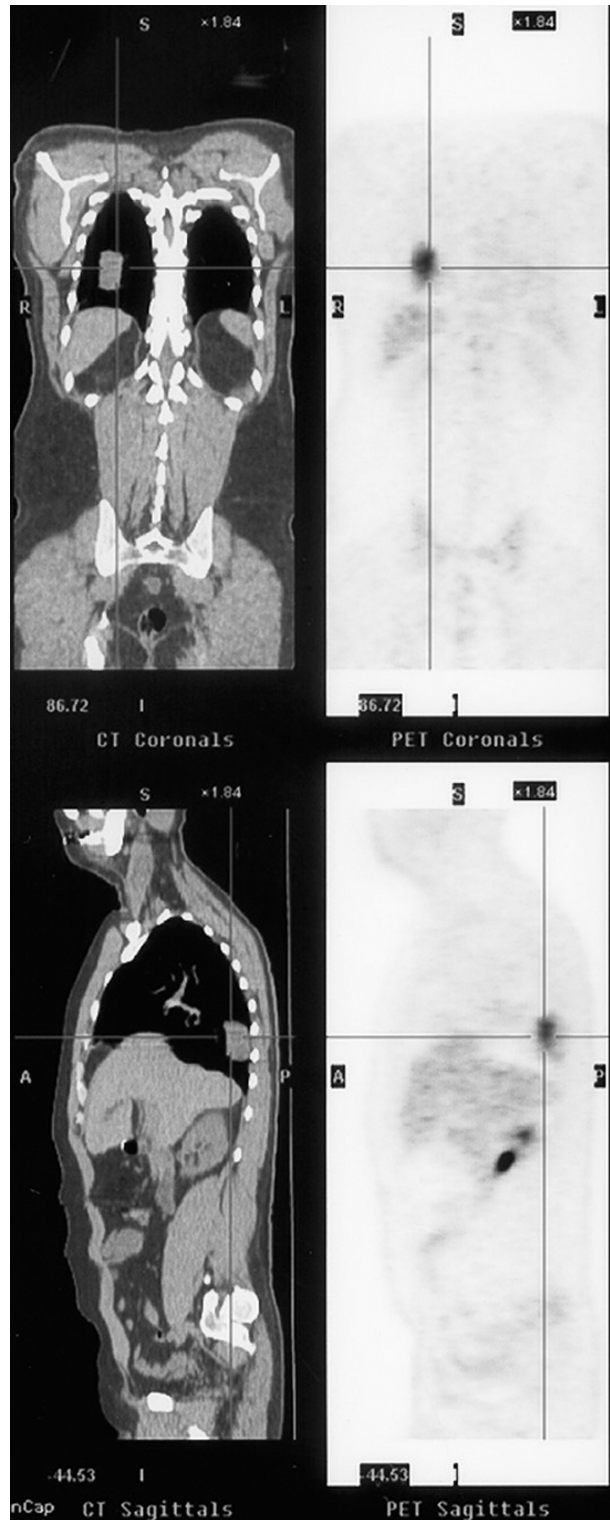 S ×1.84 S ×1.84
R L R L
86.72 I 86.72 I
CT Coronals PET Coronals
S ×1.84 S ×1.84
A P A P
-44.53 I -44.53 I
nCap CT Sagittals PET Sagittals